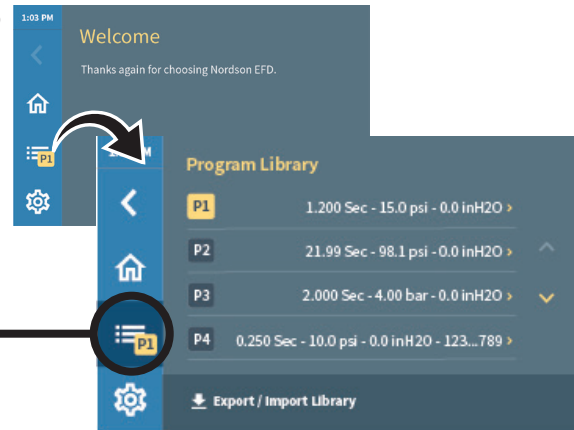 1:03 PM
Welcome
Thanks again for choosing Nordson EFD.
P1
Program Library
P1 1.200 Sec - 15.0 psi - 0.0 inH2O >
P2 21.99 Sec - 98.1 psi - 0.0 inH2O >
P3 2.000 Sec - 4.00 bar - 0.0 inH2O >
P1
P4 0.250 Sec - 10.0 psi - 0.0 inH2O - 123...789 >
Export / Import Library